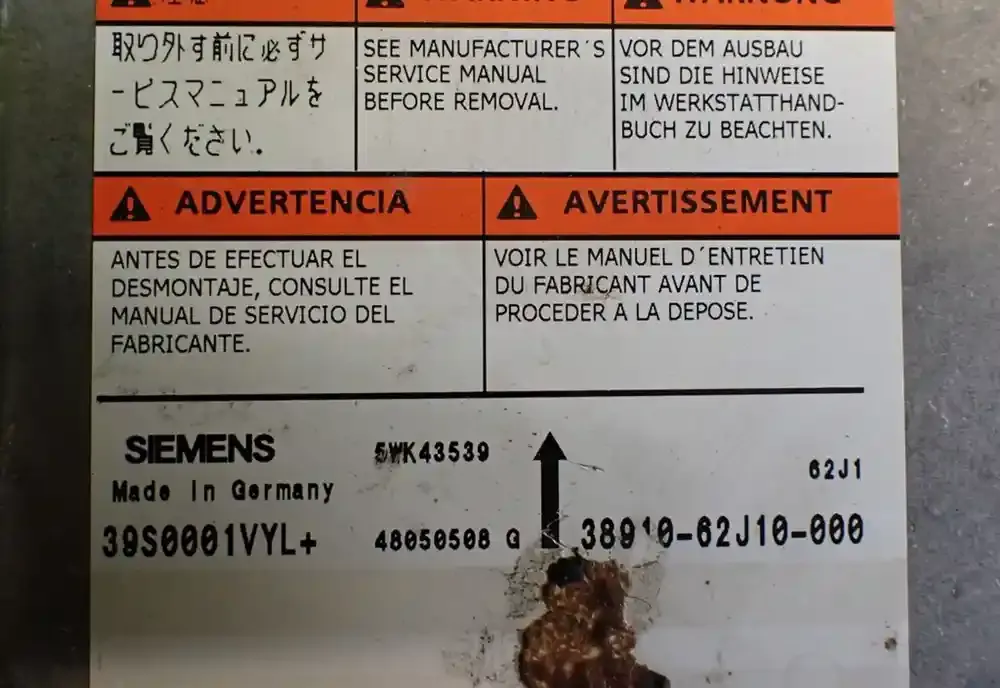 注意
WARNING
WARNUNG
取り外す前に必ずサ
ービスマニュアルを
ご覧ください.
SEE MANUFACTURER´S
SERVICE MANUAL
BEFORE REMOVAL.
VOR DEM AUSBAU
SIND DIE HINWEISE
IM WERKSTATTHAND-
BUCH ZU BEACHTEN.
ADVERTENCIA
AVERTISSEMENT
ANTES DE EFECTUAR EL
DESMONTAJE, CONSULTE EL
MANUAL DE SERVICIO DEL
FABRICANTE.
VOIR LE MANUEL D´ENTRETIEN
DU FABRICANT AVANT DE
PROCEDER A LA DEPOSE.
SIEMENS
5WK43539
62J1
Made in Germany
39S0001VYL+
48050508 G
38910-62J10-000